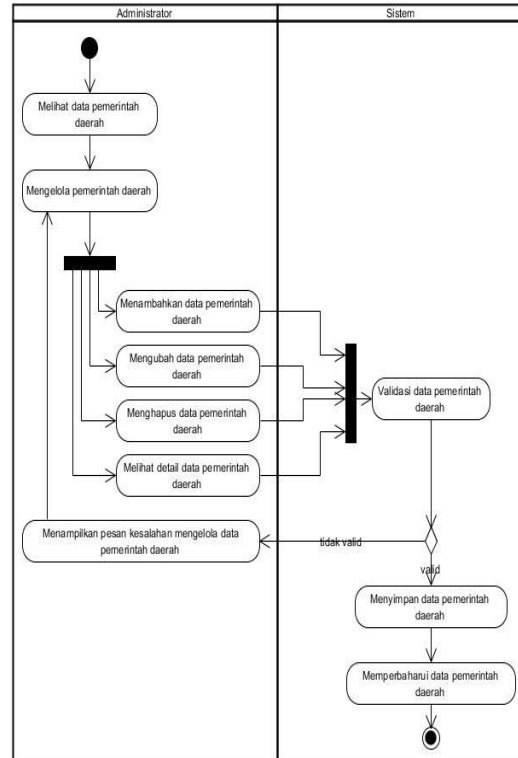 Administrator
Sistem
Melihat data pemerintah
daerah
Mengelola pemerintah daerah
Menambahkan data pemerintah
daerah
Mengubah data pemerintah
daerah
Validasi data pemerintah
daerah
Menghapus data pemerintah
daerah
Melihat detail data pemerintah
daerah
Menampilkan pesan kesalahan mengelola data
pemerintah daerah
tidak valid
valid
Menyimpan data pemerintah
daerah
Memperbaharui data pemerintah
daerah